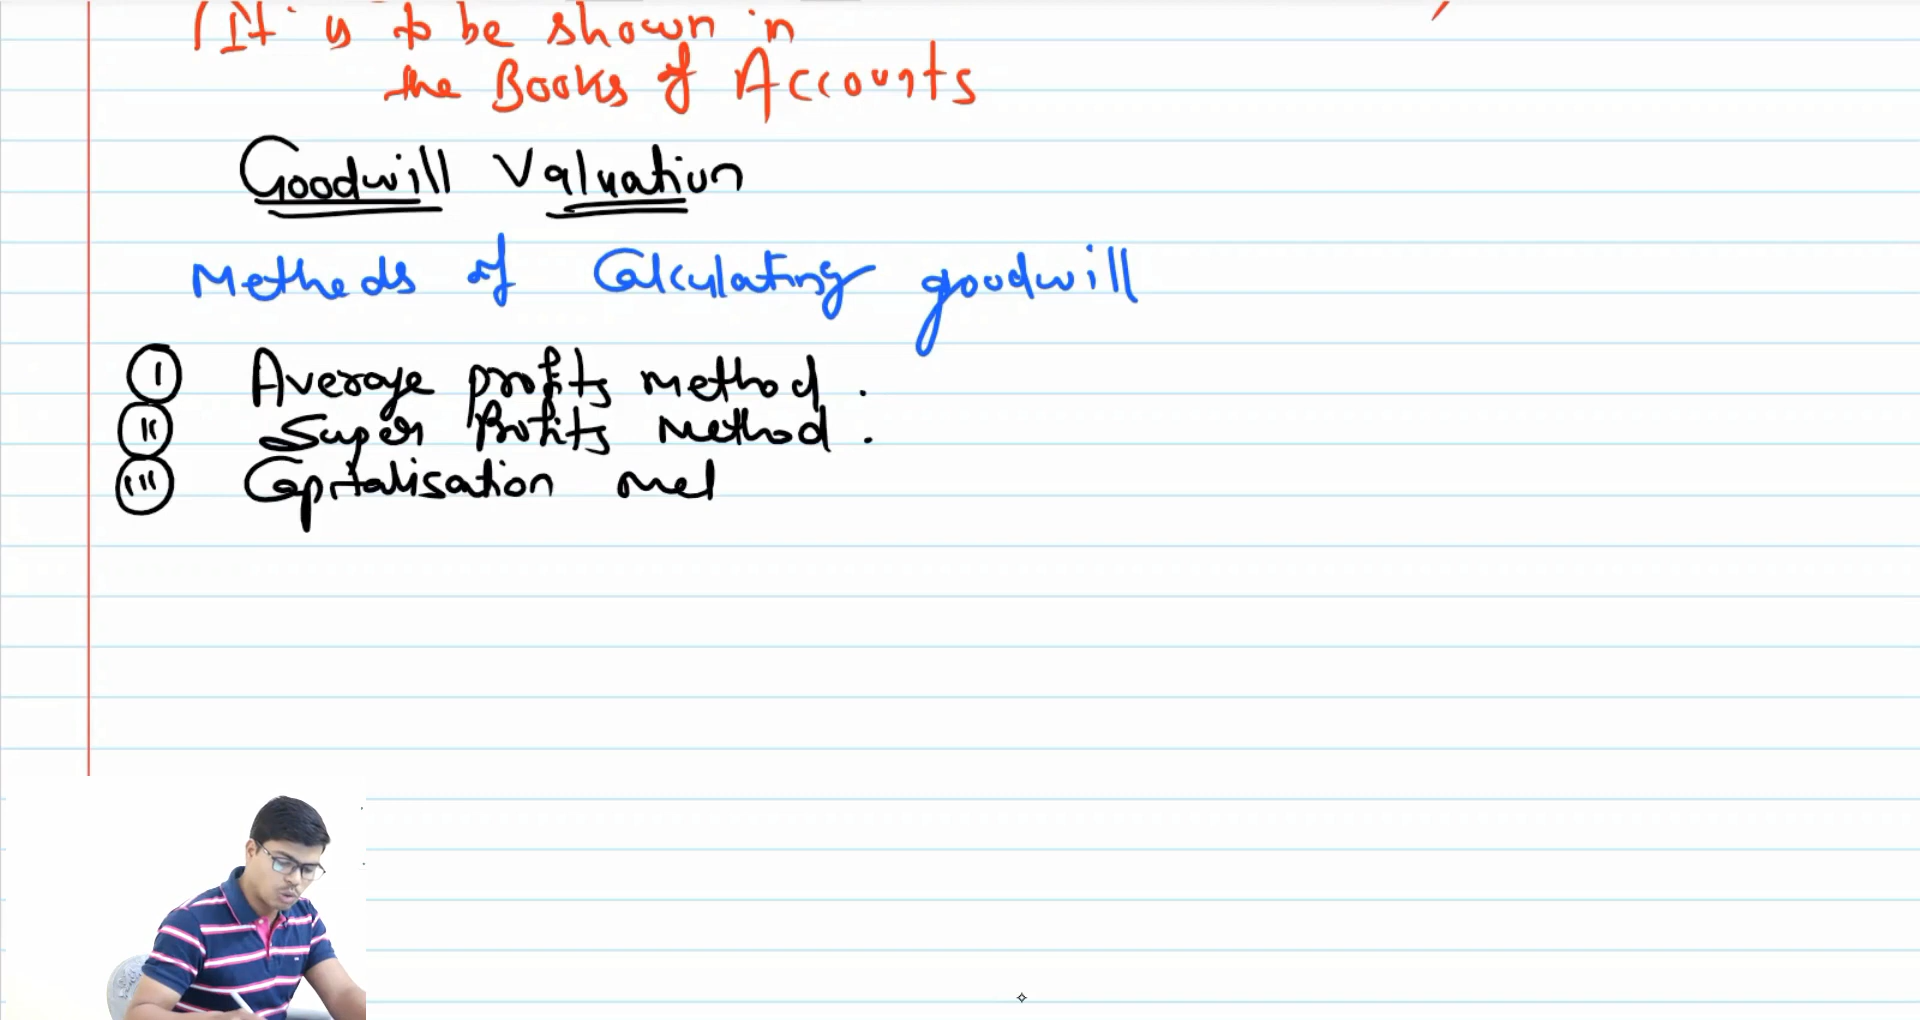 (It is to be shown in
the Books of Accounts
Goodwill Valuation
Methods of Calculating goodwill
I Average profits method.
II Super Profits Method.
III Capitalisation met